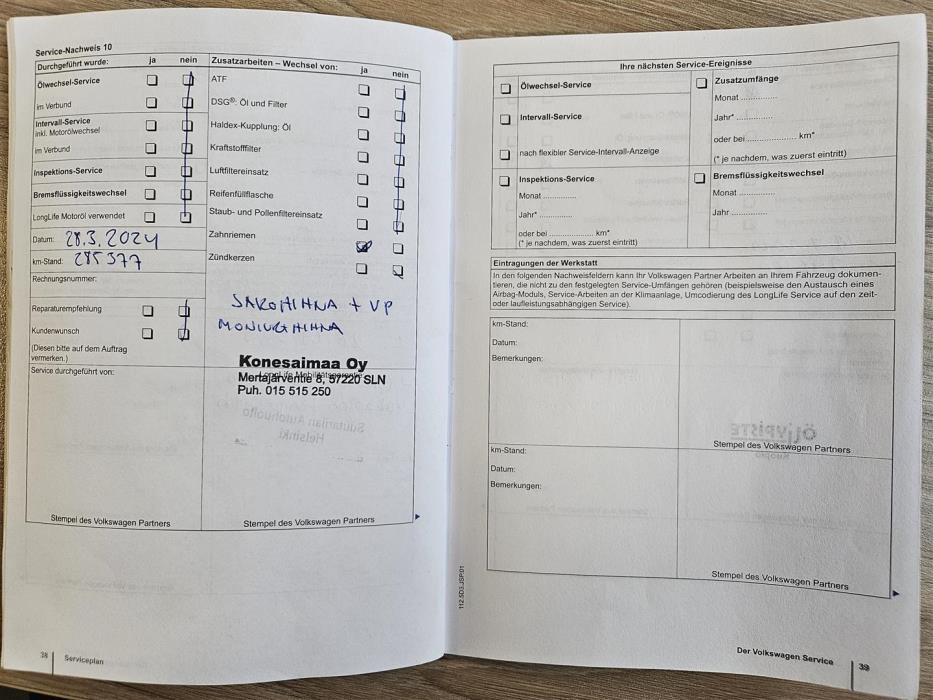 Service-Nachweis 10
Durchgeführt wurde: ja nein
Ölwechsel-Service
im Verbund
Intervall-Service
inkl. Motorölwechsel
im Verbund
Inspektions-Service
Bremsflüssigkeitswechsel
LongLife Motoröl verwendet
Datum: 28.3.2024
km-Stand: 285377
Rechnungsnummer:
Reparaturempfehlung
Kundenwunsch
(Diesen bitte auf dem Auftrag
vermerken.)
Service durchgeführt von:
Stempel des Volkswagen Partners
Zusatzarbeiten – Wechsel von: ja nein
ATF
DSG®- Öl und Filter
Haldex-Kupplung: Öl
Kraftstofffilter
Luftfiltereinsatz
Reifenfüllflasche
Staub- und Pollenfiltereinsatz
Zahnriemen
Zündkerzen
JAKOHIHNA + VP
MONIURAHIHNA
Konesaimaa Oy
Mertajärventie 8, 57220 SLN
Puh. 015 515 250
Stempel des Volkswagen Partners
38 Serviceplan
Ihre nächsten Service-Ereignisse
Ölwechsel-Service
Intervall-Service
nach flexibler Service-Intervall-Anzeige
Inspektions-Service
Monat ..............
Jahr* ............
oder bei ................ km*
(* je nachdem, was zuerst eintritt)
Zusatzumfänge
Monat ..............
Jahr* .............
oder bei .................. km*
(* je nachdem, was zuerst eintritt)
Bremsflüssigkeitswechsel
Monat .............
Jahr .............
Eintragungen der Werkstatt
In den folgenden Nachweisfeldern kann Ihr Volkswagen Partner Arbeiten an Ihrem Fahrzeug dokumen-
tieren, die nicht zu den festgelegten Service-Umfängen gehören (beispielsweise den Austausch eines
Airbag-Moduls, Service-Arbeiten an der Klimaanlage, Umcodierung des LongLife Service auf den zeit-
oder laufleistungsabhängigen Service).
km-Stand:
Datum:
Bemerkungen:
Stempel des Volkswagen Partners
km-Stand:
Datum:
Bemerkungen:
Stempel des Volkswagen Partners
112.5D3.JSP.01
Der Volkswagen Service 39